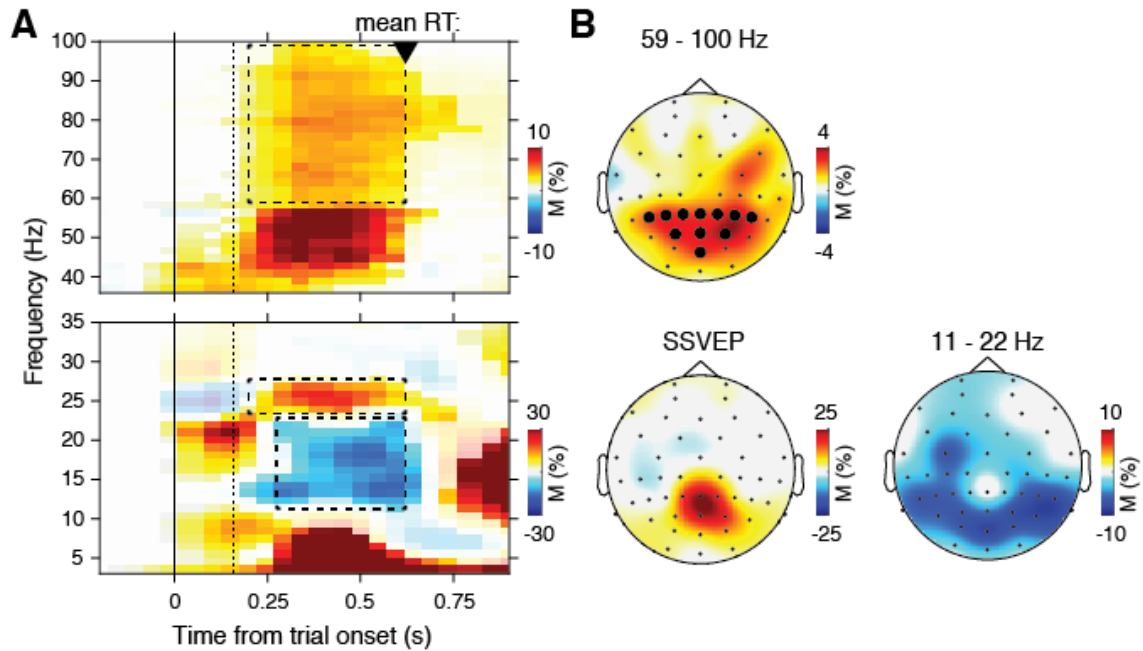 A
mean RT:
Frequency (Hz)
100
90
80
70
60
50
40
10
M (%)
-10
35
30
25
20
15
10
5
30
M (%)
-30
0 0.25 0.5 0.75
Time from trial onset (s)
B
59 - 100 Hz
4
M (%)
-4
SSVEP
25
M (%)
-25
11 - 22 Hz
10
M (%)
-10